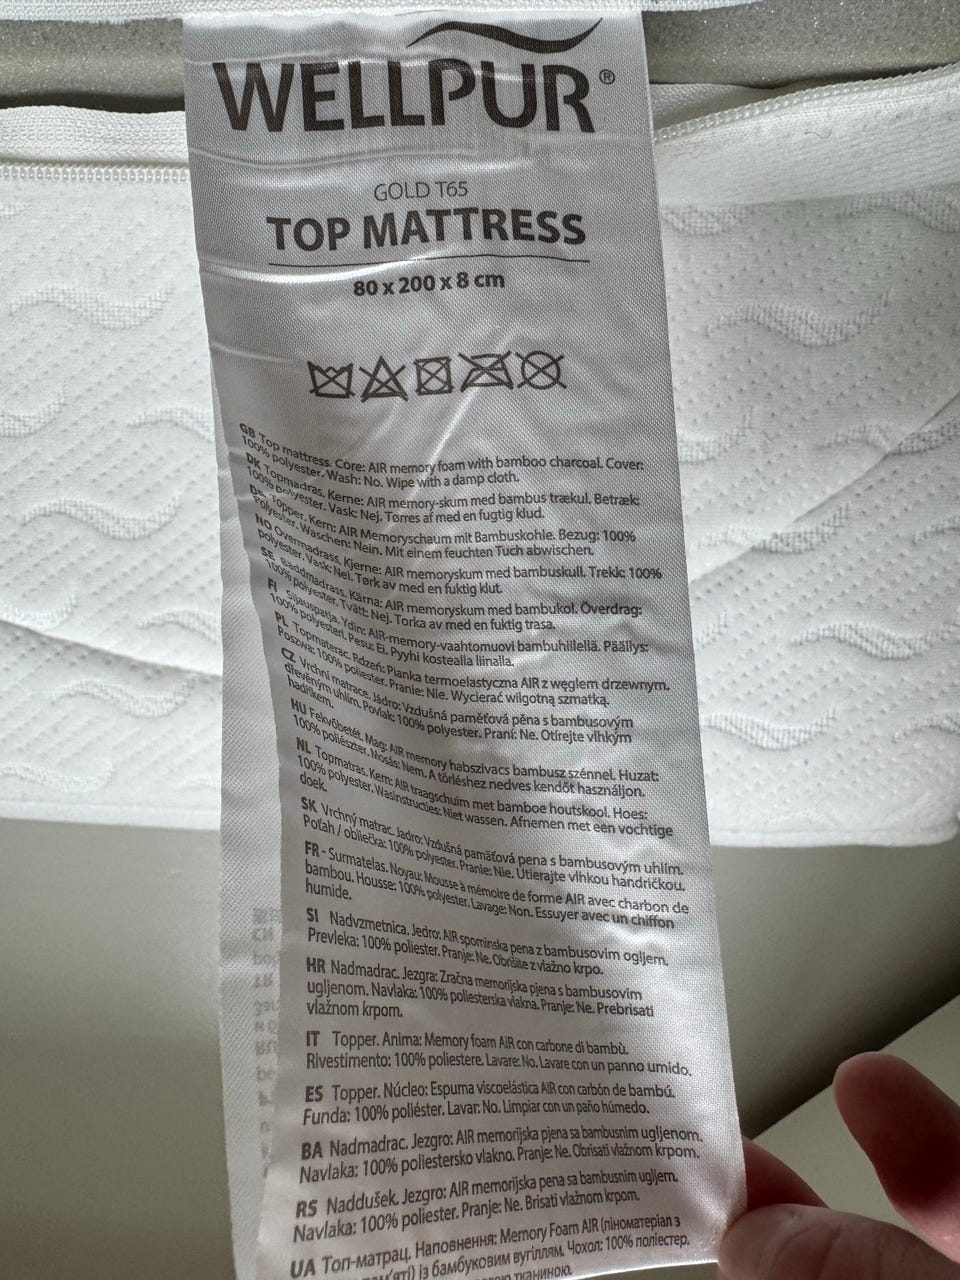 WELLPUR®
GOLD T65
TOP MATTRESS
80 x 200 x 8 cm
GB Top mattress. Core: AIR memory foam with bamboo charcoal. Cover:
100% polyester. Wash: No. Wipe with a damp cloth.
DK Topmadras. Kerne: AIR memory-skum med bambus trækul. Betræk:
100% polyester. Vask: Nej. Tørres af med en fugtig klud.
DE Topper. Kern: AIR Memoryschaum mit Bambuskohle. Bezug: 100%
Polyester. Waschen: Nein. Mit einem feuchten Tuch abwischen.
NO Overmadrass. Kjerne: AIR memoryskum med bambuskull. Trekk: 100%
polyester. Vask: Nei. Tørk av med en fuktig klut.
SE Bäddmadrass. Kärna: AIR memoryskum med bambukol. Överdrag:
100% polyester. Tvätt: Nej. Torka av med en fuktig trasa.
FI Sijauspatja. Ydin: AIR-memory-vaahtomuovi bambuhiilellä. Päällys:
100% polyesteri. Pesu: Ei. Pyyhi kostealla liinalla.
PL Topmaterac. Rdzeń: Pianka termoelastyczna AIR z węglem drzewnym.
Poszwa: 100% poliester. Pranie: Nie. Wycierać wilgotną szmatką.
CZ Vrchní matrace. Jádro: Vzdušná paměťová pěna s bambusovým
dřevěným uhlím. Povlak: 100% polyester. Praní: Ne. Otírejte vlhkým
hadříkem.
HU Fekvőbetét. Mag: AIR memory habszivacs bambusz szénnel. Huzat:
100% poliészter. Mosás: Nem. A törléshez nedves kendőt használjon.
NL Topmatras. Kern: AIR traagschuim met bamboe houtskool. Hoes:
100% polyester. Wasinstructies: Niet wassen. Afnemen met een vochtige
doek.
SK Vrchný matrac. Jadro: Vzdušná pamäťová pena s bambusovým uhlím.
Poťah / obliečka: 100% polyester. Pranie: Nie. Utierajte vlhkou handričkou.
FR - Surmatelas. Noyau: Mousse à mémoire de forme AIR avec charbon de
bambou. Housse: 100% polyester. Lavage: Non. Essuyer avec un chiffon
humide.
SI Nadvzmetnica. Jedro: AIR spominska pena z bambusovim ogljem.
Prevleka: 100% poliester. Pranje: Ne. Obrišite z vlažno krpo.
HR Nadmadrac. Jezgra: Zračna memorijska pjena s bambusovim
ugljenom. Navlaka: 100% poliesterska vlakna. Pranje: Ne. Prebrisati
vlažnom krpom.
IT Topper. Anima: Memory foam AIR con carbone di bambù.
Rivestimento: 100% poliestere. Lavare: No. Lavare con un panno umido.
ES Topper. Núcleo: Espuma viscoelástica AIR con carbón de bambú.
Funda: 100% poliéster. Lavar: No. Limpiar con un paño húmedo.
BA Nadmadrac. Jezgro: AIR memorijska pjena sa bambusnim ugljenom.
Navlaka: 100% poliestersko vlakno. Pranje: Ne. Obrisati vlažnom krpom.
RS Naddušek. Jezgro: AIR memorijska pena sa bambusnim ugljem.
Navlaka: 100% poliester. Pranje: Ne. Brisati vlažnom krpom.
UA Топ-матрац. Наповнення: Memory Foam AIR (піноматеріал з
із бамбуковим вугіллям. Чохол: 100% поліестер.
тканиною.